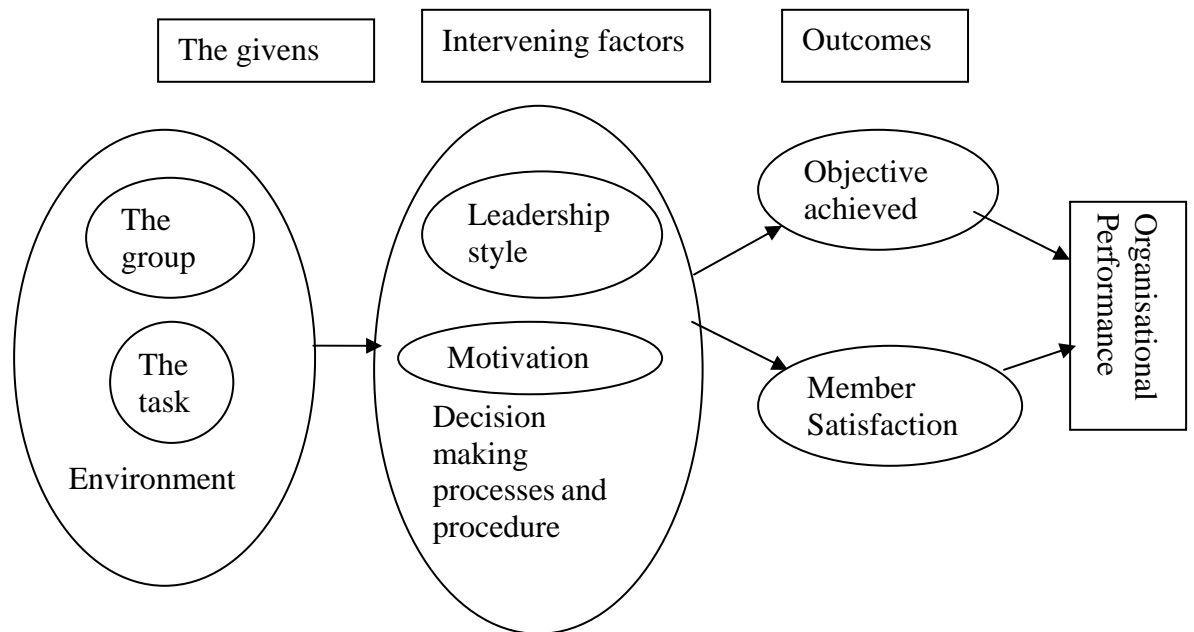 The givens
Intervening factors
Outcomes
The
group
The
task
Environment
Leadership
style
Motivation
Decision
making
processes and
procedure
Objective
achieved
Member
Satisfaction
Organisational
Performance